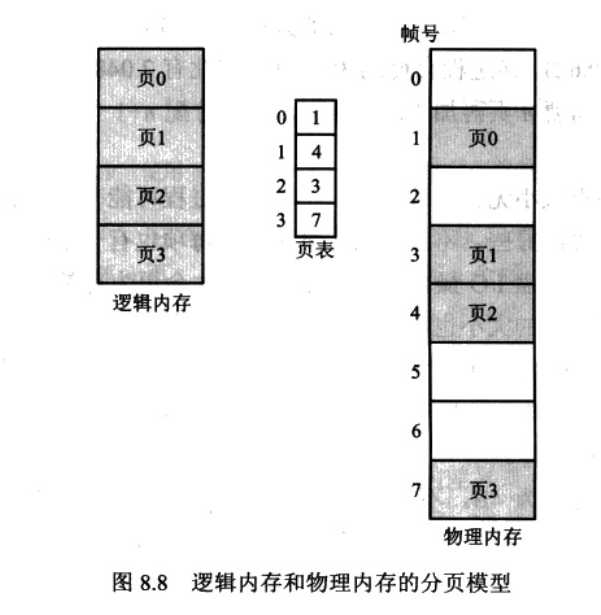 帧号
页0
页1
页2
页3
逻辑内存
0 1
1 4
2 3
3 7
页表
0
1 页0
2
3 页1
4 页2
5
6
7 页3
物理内存
图 8.8 逻辑内存和物理内存的分页模型